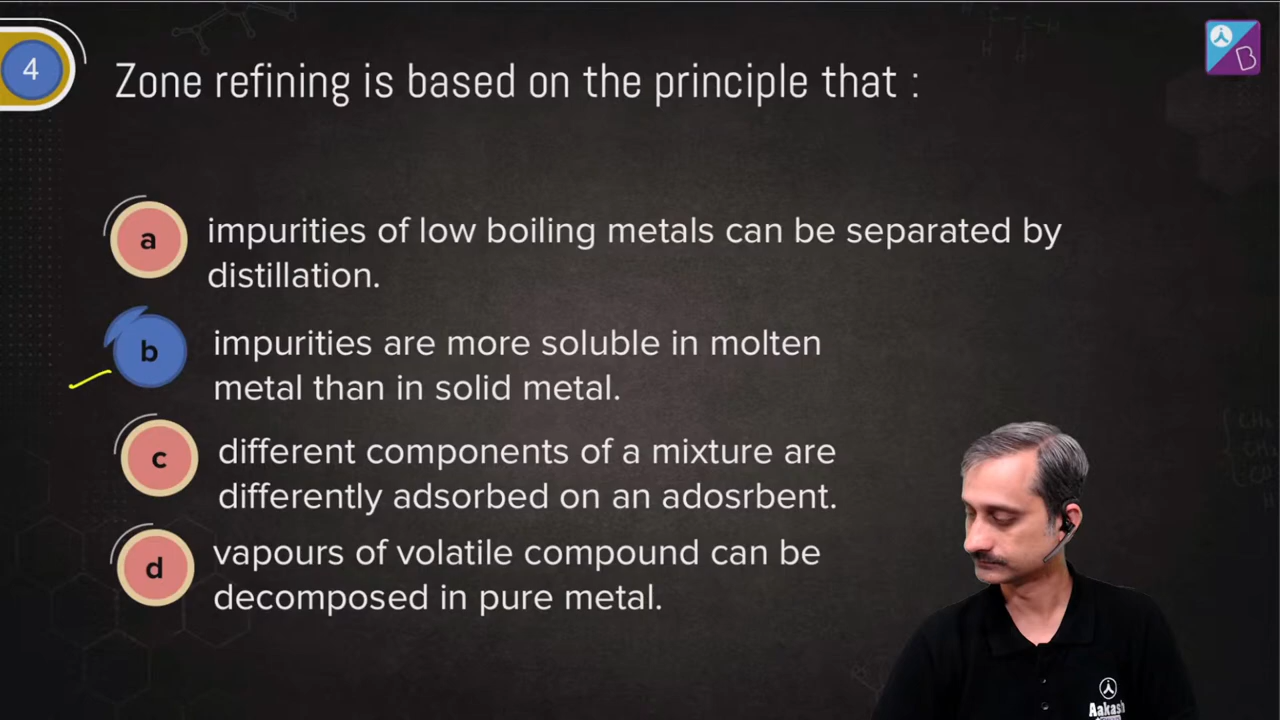 4
Zone refining is based on the principle that :
a
impurities of low boiling metals can be separated by
distillation.
b
impurities are more soluble in molten
metal than in solid metal.
c
different components of a mixture are
differently adsorbed on an adosrbent.
d
vapours of volatile compound can be
decomposed in pure metal.
B
Aakash